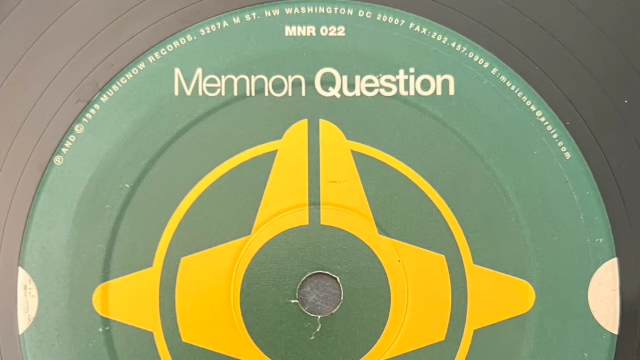 ℗ AND © 1999 MUSICNOW RECORDS, 3207A M ST. NW WASHINGTON DC 20007 FAX:202.457.0909 E:musicnow@erols.com
MNR 022
Memnon Question